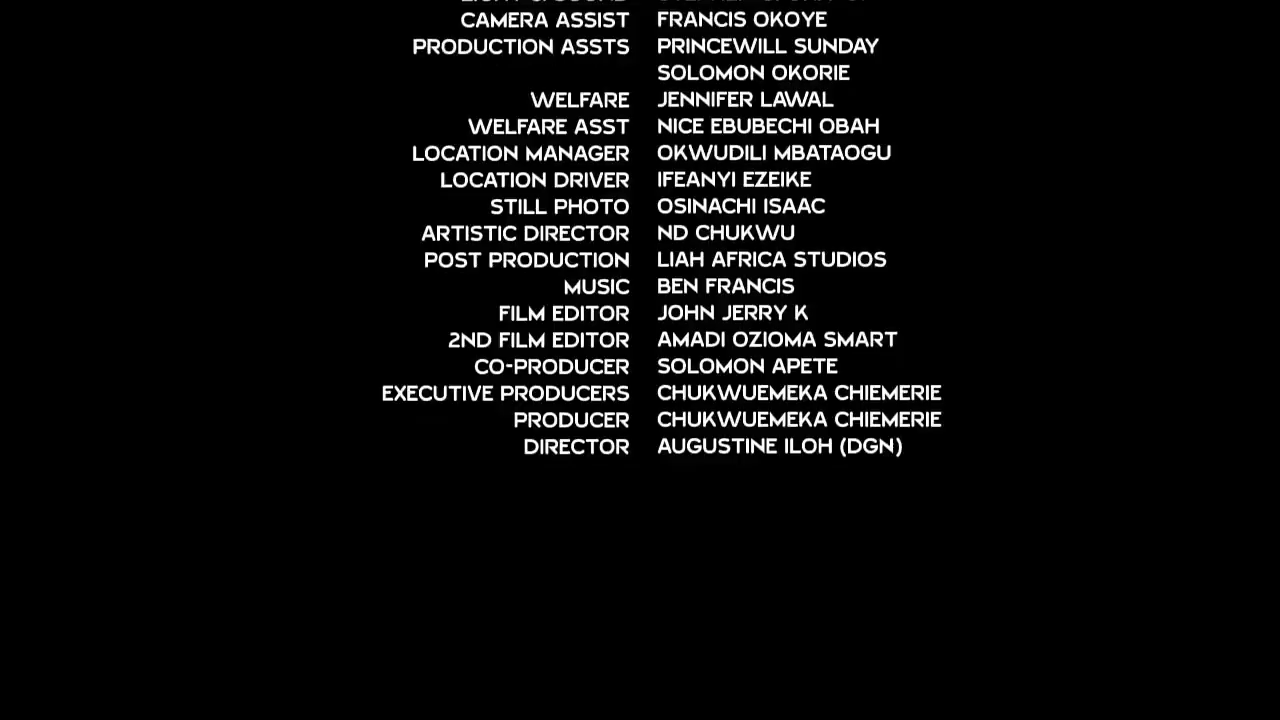 CAMERA ASSIST FRANCIS OKOYE
PRODUCTION ASSTS PRINCEWILL SUNDAY
SOLOMON OKORIE
WELFARE JENNIFER LAWAL
WELFARE ASST NICE EBUBECHI OBAH
LOCATION MANAGER OKWUDILI MBATAOGU
LOCATION DRIVER IFEANYI EZEIKE
STILL PHOTO OSINACHI ISAAC
ARTISTIC DIRECTOR ND CHUKWU
POST PRODUCTION LIAH AFRICA STUDIOS
MUSIC BEN FRANCIS
FILM EDITOR JOHN JERRY K
2ND FILM EDITOR AMADI OZIOMA SMART
CO-PRODUCER SOLOMON APETE
EXECUTIVE PRODUCERS CHUKWUEMEKA CHIEMERIE
PRODUCER CHUKWUEMEKA CHIEMERIE
DIRECTOR AUGUSTINE ILOH (DGN)